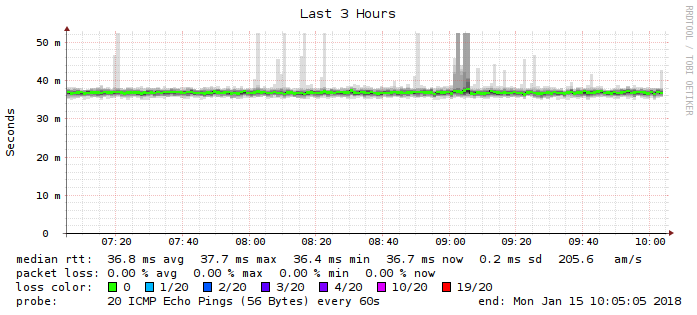 Last 3 Hours
RRDTOOL / TOBI OETIKER
Seconds
50 m
40 m
30 m
20 m
10 m
0
07:20 07:40 08:00 08:20 08:40 09:00 09:20 09:40 10:00
median rtt: 36.8 ms avg 37.7 ms max 36.4 ms min 36.7 ms now 0.2 ms sd 205.6 am/s
packet loss: 0.00 % avg 0.00 % max 0.00 % min 0.00 % now
loss color: 0 1/20 2/20 3/20 4/20 10/20 19/20
probe: 20 ICMP Echo Pings (56 Bytes) every 60s end: Mon Jan 15 10:05:05 2018